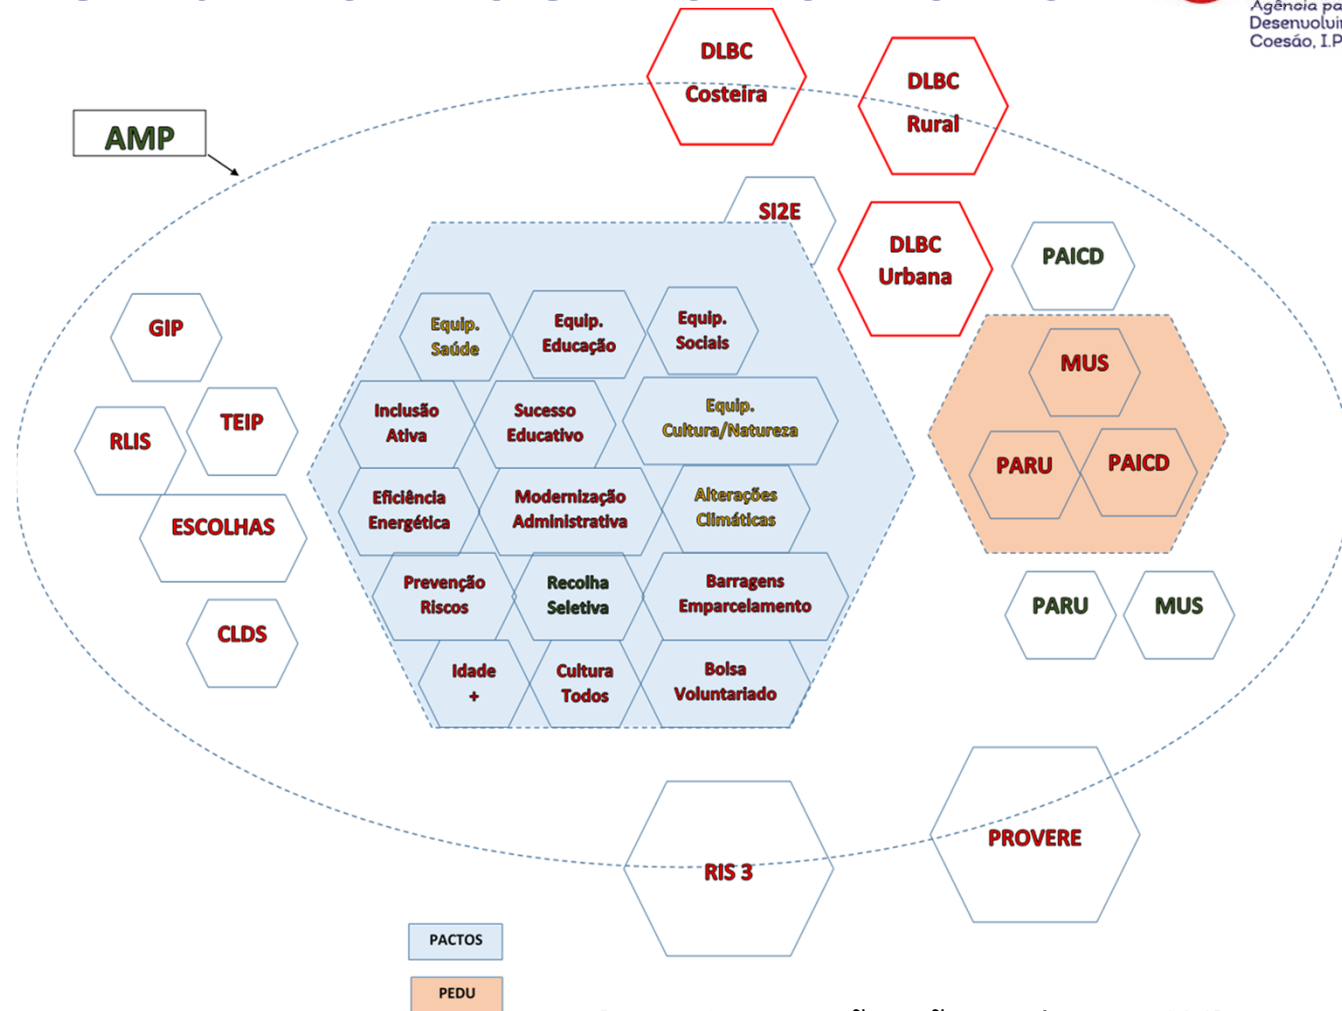 Desenvolvi
Coesão, I.P
DLBC
Costeira
DLBC
Rural
AMP
SI2E
DLBC
Urbana
PAICD
GIP
Equip.
Saúde
Equip.
Educação
Equip.
Sociais
MUS
Inclusão
Ativa
Sucesso
Educativo
Equip.
Cultura/Natureza
TEIP
RLIS
PARU
PAICD
Eficiência
Energética
Modernização
Administrativa
Alterações
Climáticas
ESCOLHAS
Prevenção
Riscos
Recolha
Seletiva
Barragens
Emparcelamento
PARU
MUS
CLDS
Idade
+
Cultura
Todos
Bolsa
Voluntariado
PROVERE
RIS 3
PACTOS
PEDU